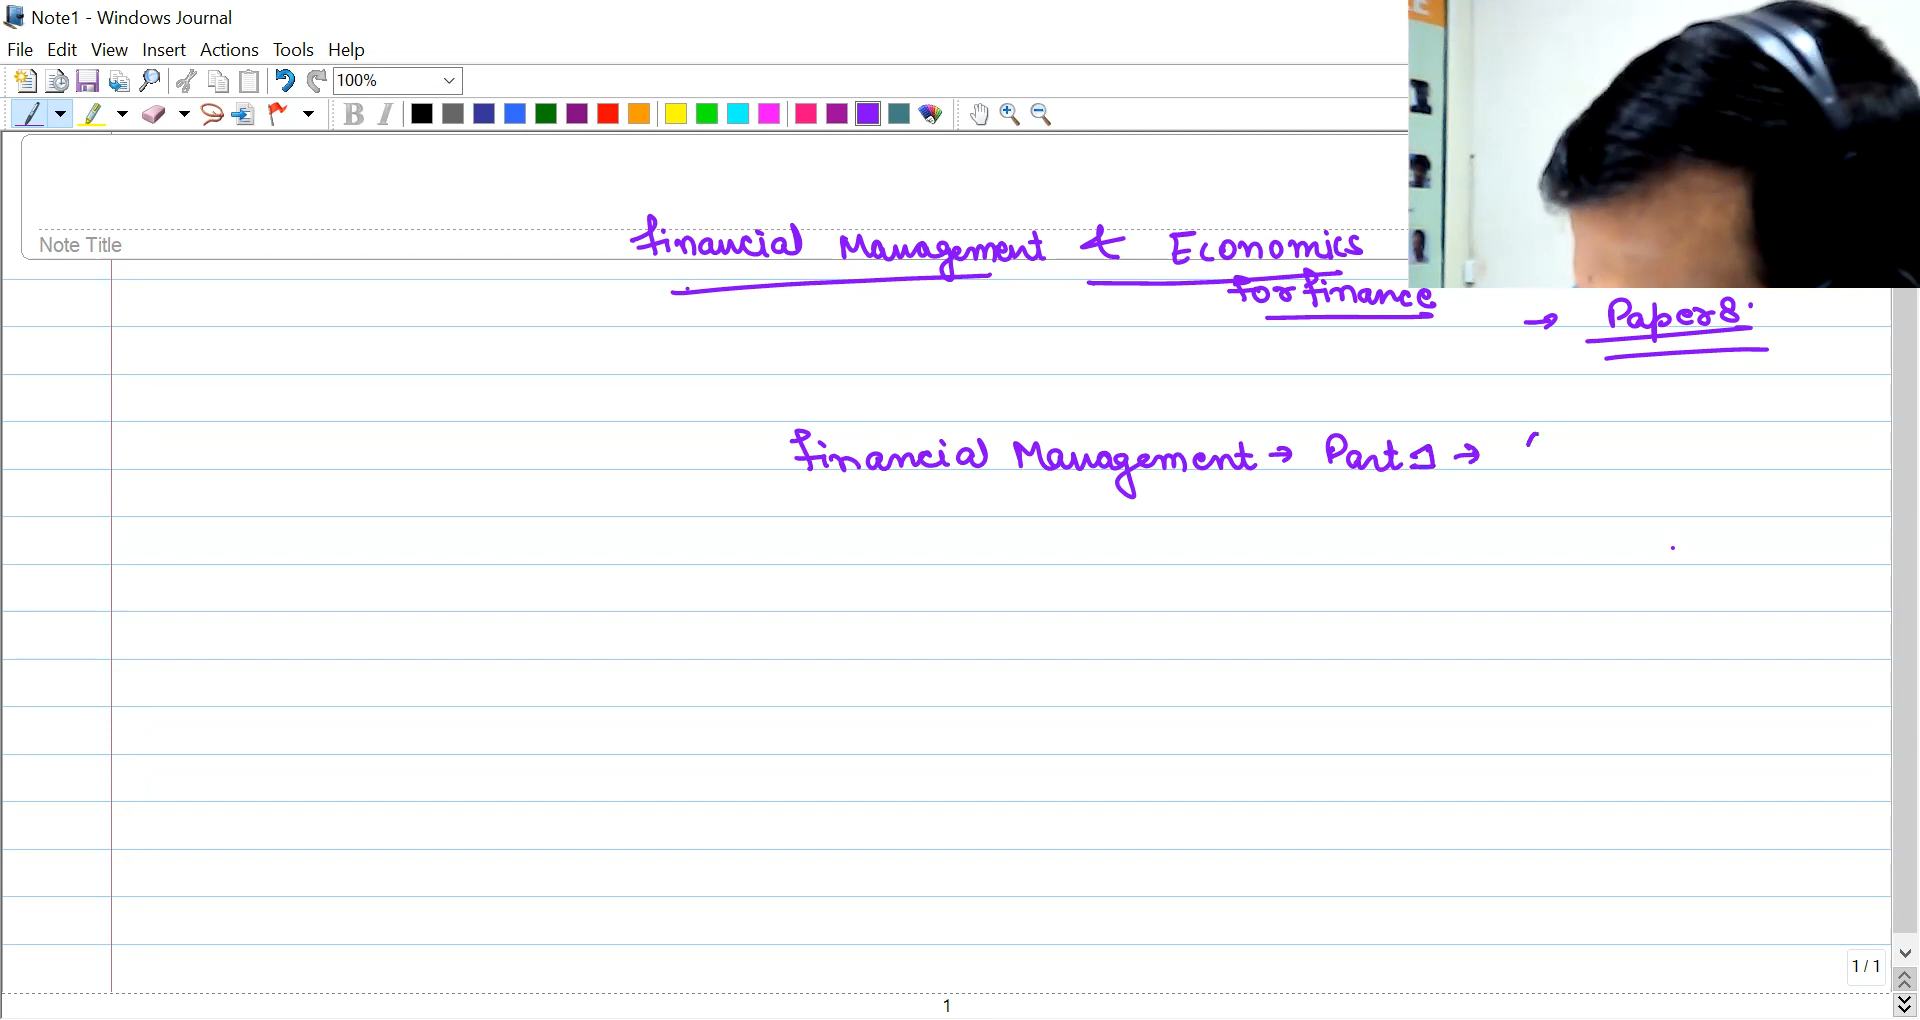 Note1 - Windows Journal
File Edit View Insert Actions Tools Help
100%
B I
Note Title
Financial Management & Economics
for finance
→ Paper 8.
Financial Management → Part 1 →
1 / 1
1